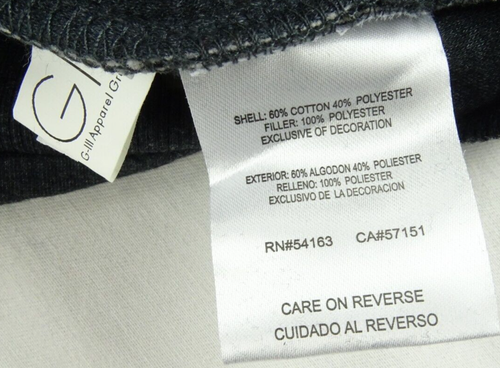 G-III Apparel Gr
SHELL: 60% COTTON 40% POLYESTER
FILLER: 100% POLYESTER
EXCLUSIVE OF DECORATION
EXTERIOR: 60% ALGODON 40% POLIESTER
RELLENO: 100% POLIESTER
EXCLUSIVO DE LA DECORACION
RN#54163 CA#57151
CARE ON REVERSE
CUIDADO AL REVERSO